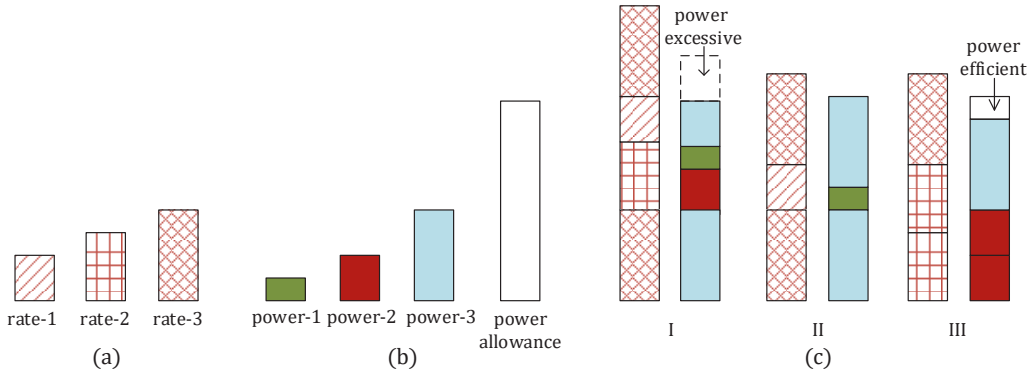 rate-1
rate-2
rate-3
(a)
power-1
power-2
power-3
power
allowance
(b)
power
excessive
power
efficient
I
II
III
(c)